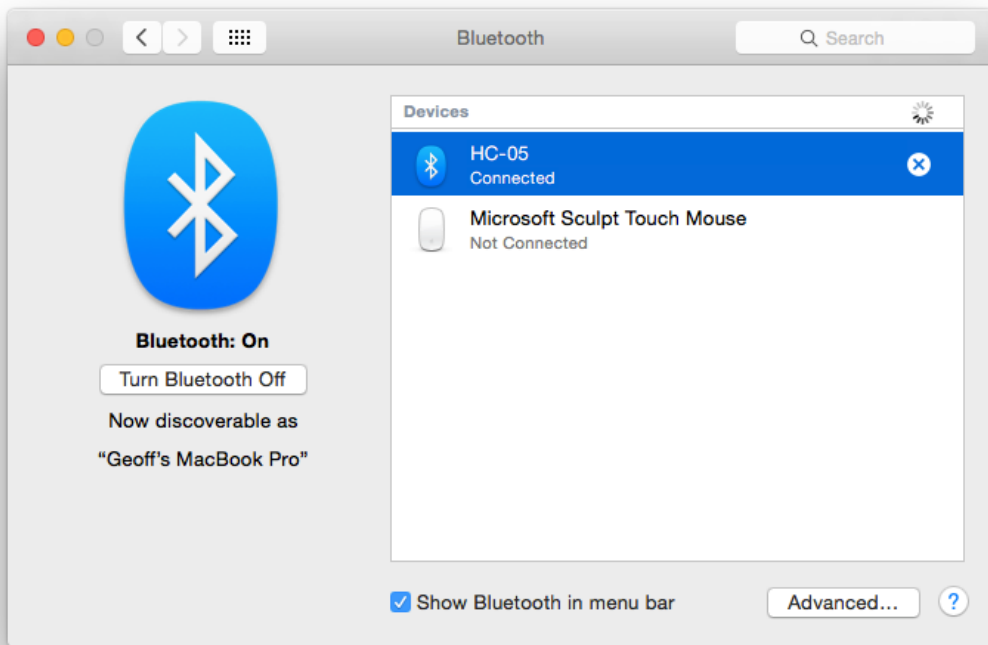 Bluetooth
Search
Bluetooth: On
Turn Bluetooth Off
Now discoverable as
“Geoff’s MacBook Pro”
Devices
HC-05
Connected
Microsoft Sculpt Touch Mouse
Not Connected
Show Bluetooth in menu bar
Advanced...
?